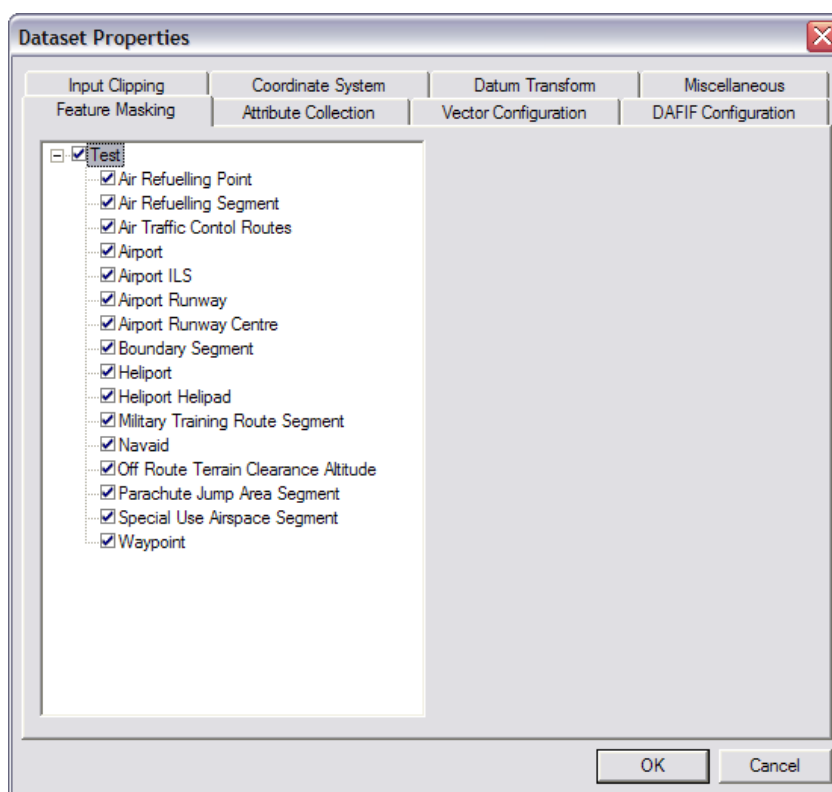 Dataset Properties
Input Clipping Coordinate System Datum Transform Miscellaneous
Feature Masking Attribute Collection Vector Configuration DAFIF Configuration
Test
Air Refuelling Point
Air Refuelling Segment
Air Traffic Contol Routes
Airport
Airport ILS
Airport Runway
Airport Runway Centre
Boundary Segment
Heliport
Heliport Helipad
Military Training Route Segment
Navaid
Off Route Terrain Clearance Altitude
Parachute Jump Area Segment
Special Use Airspace Segment
Waypoint
OK Cancel